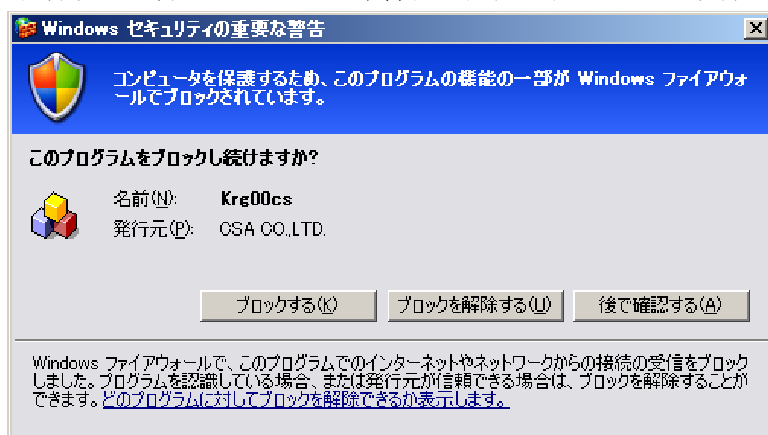 Windows セキュリティの重要な警告
コンピュータを保護するため、このプログラムの機能の一部が Windows ファイアウォ
ールでブロックされています。
このプログラムをブロックし続けますか?
名前(N): Krg00cs
発行元(P): CSA CO.,LTD.
ブロックする(K) ブロックを解除する(U) 後で確認する(A)
Windows ファイアウォールで、このプログラムでのインターネットやネットワークからの接続の受信をブロック
しました。プログラムを認識している場合、または発行元が信頼できる場合は、ブロックを解除することが
できます。どのプログラムに対してブロックを解除できるか表示します。